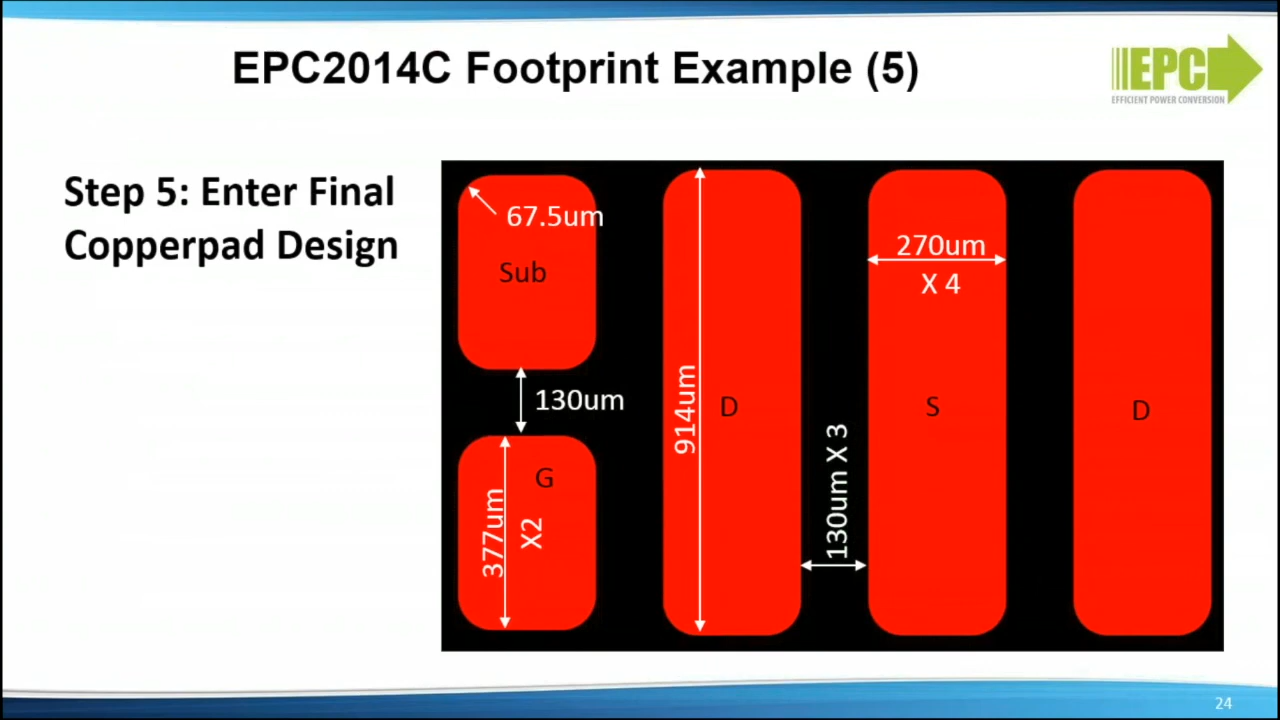 EPC2014C Footprint Example (5)
EPC
EFFICIENT POWER CONVERSION
Step 5: Enter Final
Copperpad Design
67.5um
Sub
130um
G
377um
X2
914um
D
130um X 3
270um
X 4
S
D
24